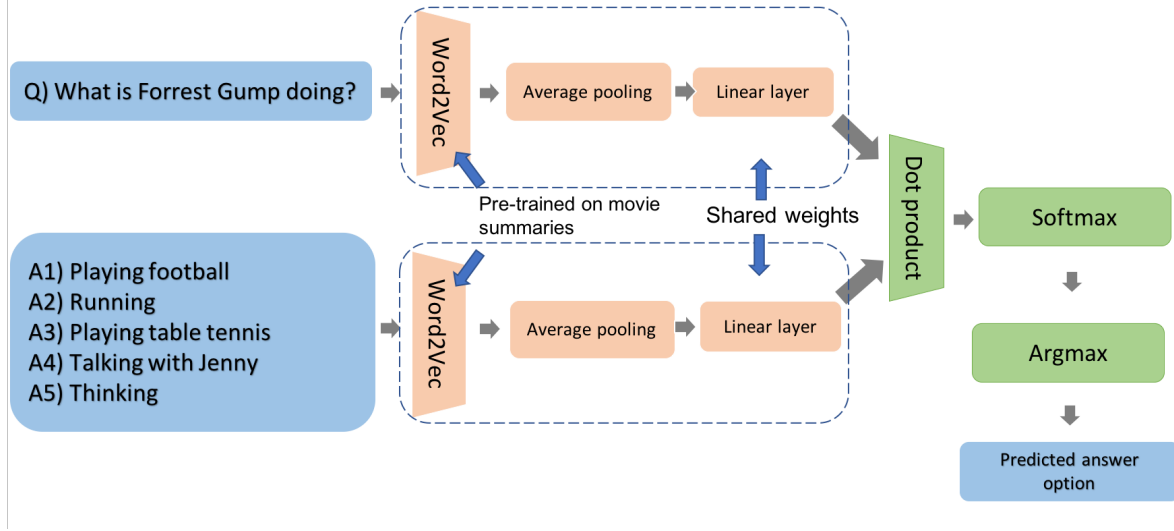 Q) What is Forrest Gump doing?
Word2Vec
Average pooling
Linear layer
Pre-trained on movie
summaries
Shared weights
A1) Playing football
A2) Running
A3) Playing table tennis
A4) Talking with Jenny
A5) Thinking
Word2Vec
Average pooling
Linear layer
Dot product
Softmax
Argmax
Predicted answer
option